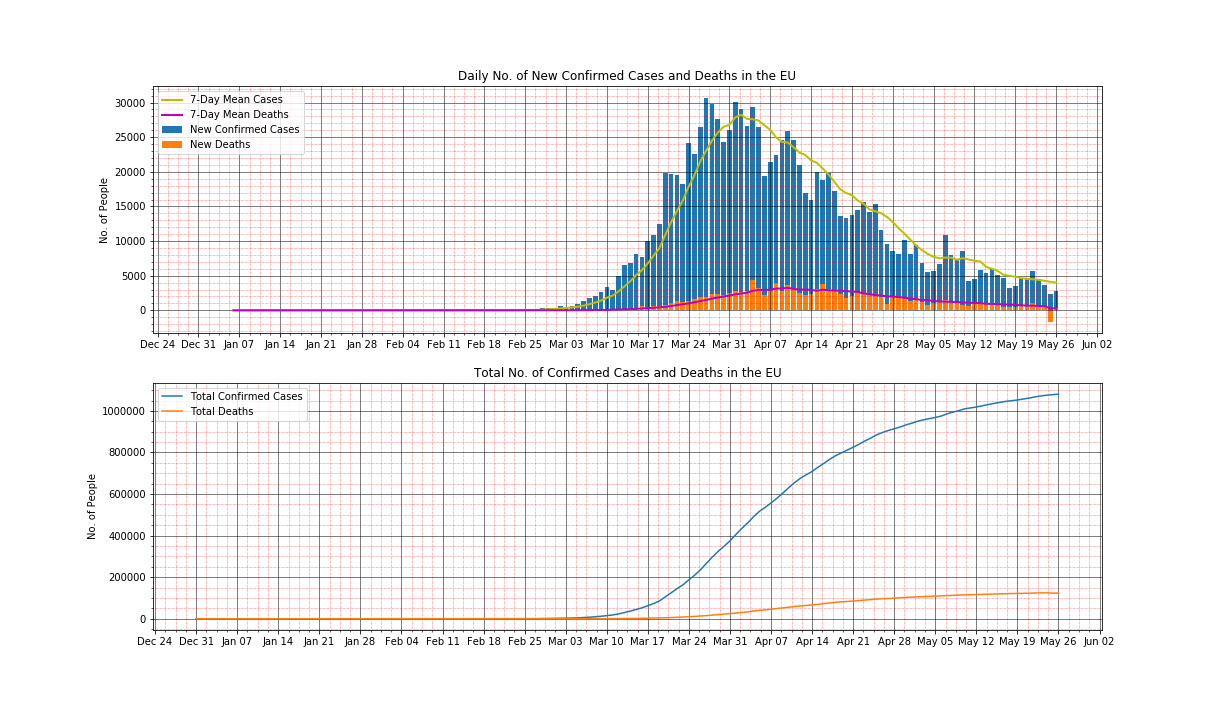 Daily No. of New Confirmed Cases and Deaths in the EU
7-Day Mean Cases
7-Day Mean Deaths
New Confirmed Cases
New Deaths
No. of People
30000
25000
20000
15000
10000
5000
0
Dec 24 Dec 31 Jan 07 Jan 14 Jan 21 Jan 28 Feb 04 Feb 11 Feb 18 Feb 25 Mar 03 Mar 10 Mar 17 Mar 24 Mar 31 Apr 07 Apr 14 Apr 21 Apr 28 May 05 May 12 May 19 May 26 Jun 02
Total No. of Confirmed Cases and Deaths in the EU
Total Confirmed Cases
Total Deaths
No. of People
1000000
800000
600000
400000
200000
0
Dec 24 Dec 31 Jan 07 Jan 14 Jan 21 Jan 28 Feb 04 Feb 11 Feb 18 Feb 25 Mar 03 Mar 10 Mar 17 Mar 24 Mar 31 Apr 07 Apr 14 Apr 21 Apr 28 May 05 May 12 May 19 May 26 Jun 02